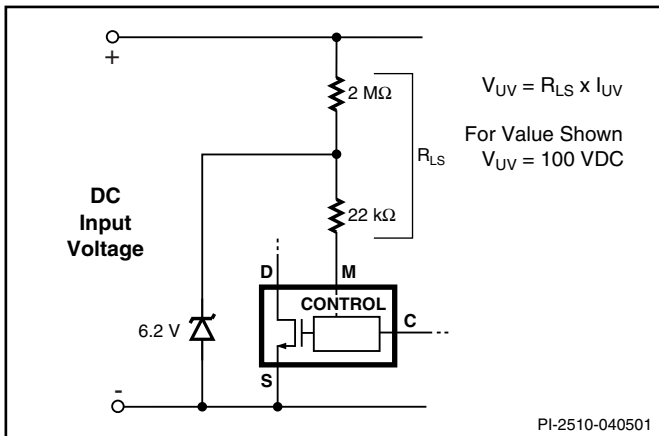 +
2 MΩ
V_UV = R_LS x I_UV
For Value Shown
V_UV = 100 VDC
R_LS
DC
Input
Voltage
22 kΩ
D
M
CONTROL
C
6.2 V
S
-
PI-2510-040501